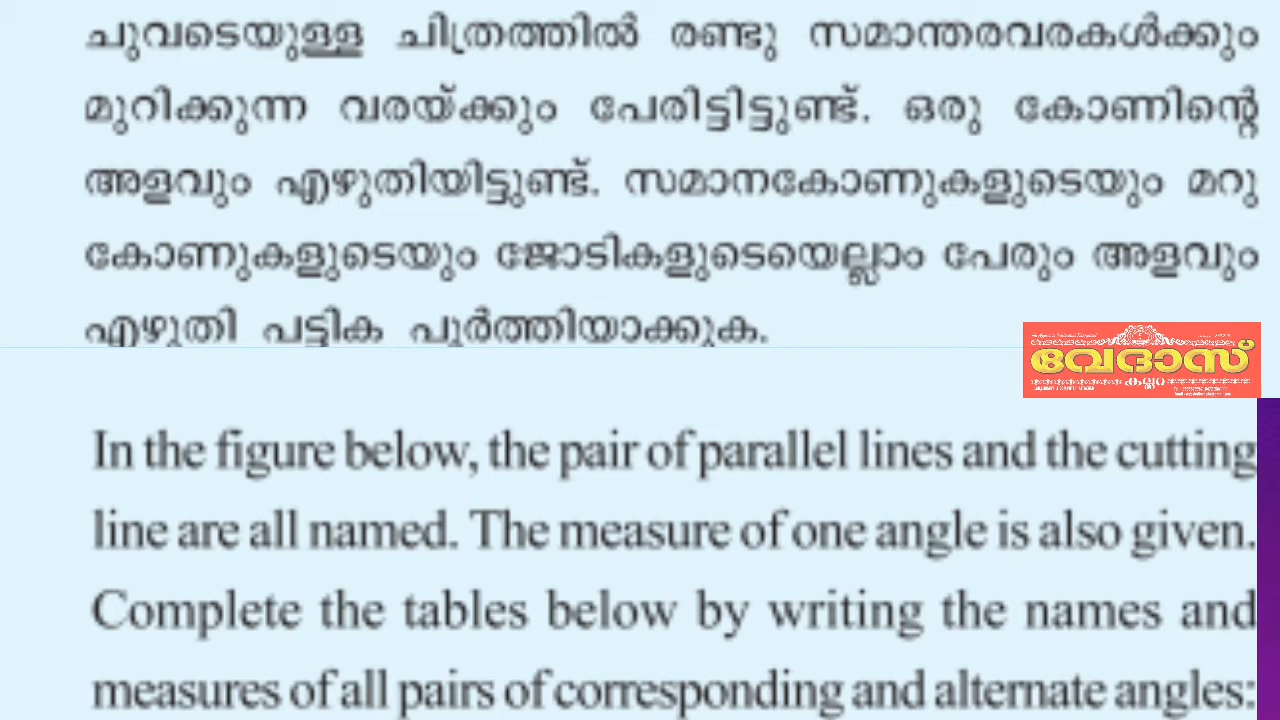 ചുവടെയുള്ള ചിത്രത്തിൽ രണ്ടു സമാന്തരവരകൾക്കും
മുറിക്കുന്ന വരയ്ക്കും പേരിട്ടിട്ടുണ്ട്. ഒരു കോണിന്റെ
അളവും എഴുതിയിട്ടുണ്ട്. സമാനകോണുകളുടെയും മറു
കോണുകളുടെയും ജോടികളുടെയെല്ലാം പേരും അളവും
എഴുതി പട്ടിക പൂർത്തിയാക്കുക.
വേദാസ്
കല്ലറ
In the figure below, the pair of parallel lines and the cutting
line are all named. The measure of one angle is also given.
Complete the tables below by writing the names and
measures of all pairs of corresponding and alternate angles: